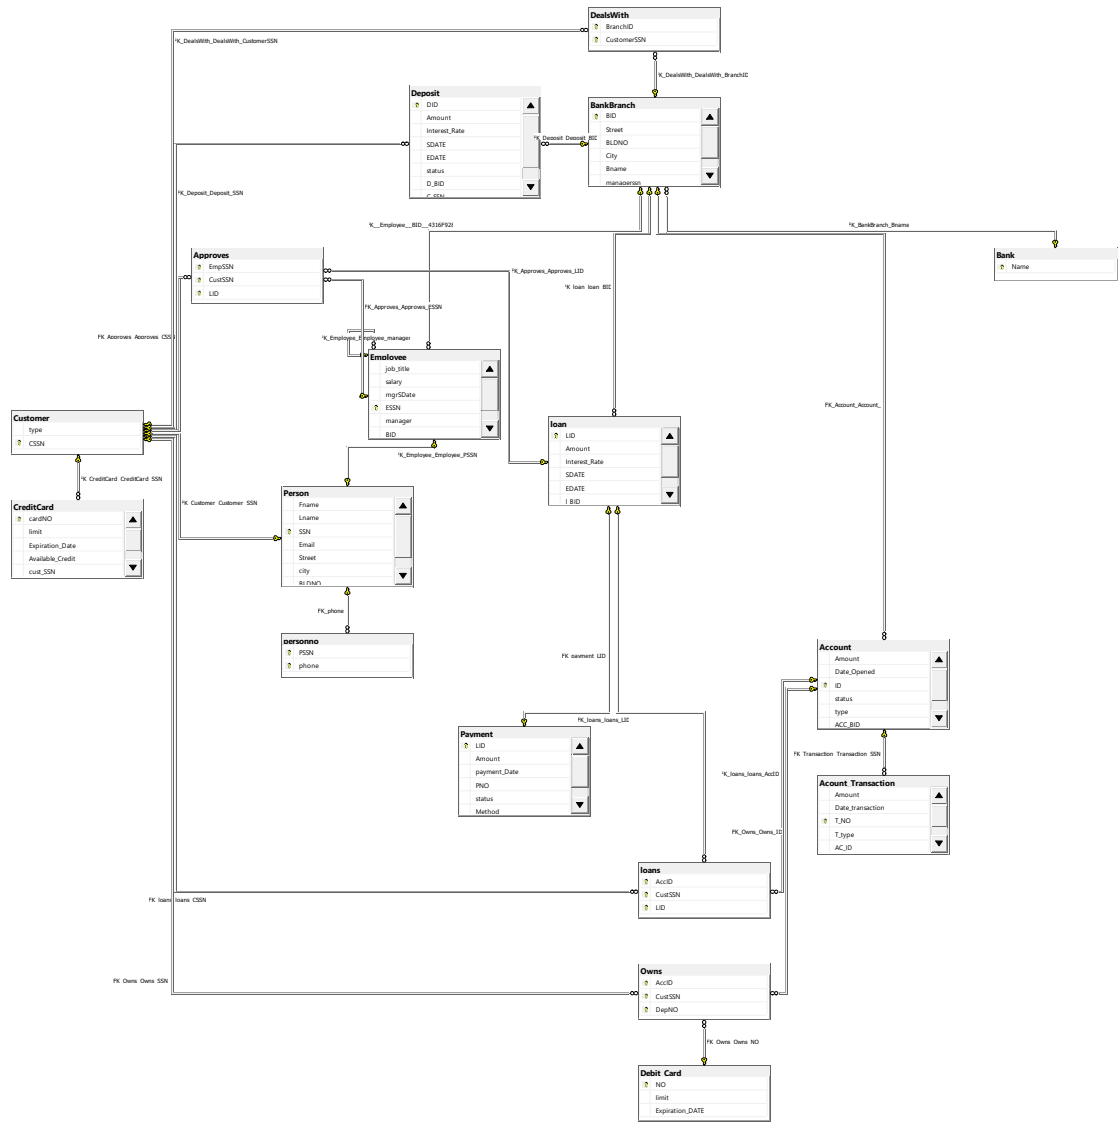 DealsWith
BranchID
CustomerSSN
FK_DealsWith_DealsWith_CustomerSSN
FK_DealsWith_DealsWith_BranchID
Deposit
DID
Amount
Interest_Rate
SDATE
EDATE
status
D_BID
C_SSN
FK_Deposit_Deposit_BID
BankBranch
BID
Street
BLDNO
City
Bname
managerssn
FK_Deposit_Deposit_SSN
FK__Employee__BID__4316F928
FK_BankBranch_Bname
Approves
EmpSSN
CustSSN
LID
Bank
Name
FK_Approves_Approves_LID
FK_loan_loan_BID
FK_Approves_Approves_ESSN
FK_Approves_Approves_CSSN
FK_Employee_Employee_manager
Employee
job_title
salary
mgrSDate
ESSN
manager
BID
FK_Account_Account_
Customer
type
CSSN
loan
LID
Amount
Interest_Rate
SDATE
EDATE
l_BID
FK_Employee_Employee_PSSN
FK_CreditCard_CreditCard_SSN
CreditCard
cardNO
limit
Expiration_Date
Available_Credit
cust_SSN
FK_Customer_Customer_SSN
Person
Fname
Lname
SSN
Email
Street
city
BLDNO
FK_phone
personno
PSSN
phone
FK_payment_LID
Account
Amount
Date_Opened
ID
status
type
ACC_BID
FK_loans_loans_LID
Payment
LID
Amount
payment_Date
PNO
status
Method
FK_Transaction_Transaction_SSN
FK_loans_loans_AccID
Acount_Transaction
Amount
Date_transaction
T_NO
T_type
AC_ID
FK_Owns_Owns_ID
loans
AccID
CustSSN
LID
FK_loans_loans_CSSN
Owns
AccID
CustSSN
DepNO
FK_Owns_Owns_SSN
FK_Owns_Owns_NO
Debit_Card
NO
limit
Expiration_DATE